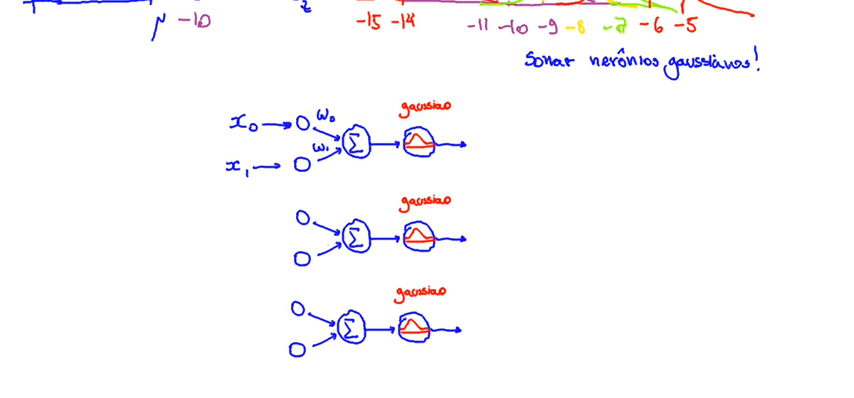 μ -10 -15 -14 -11 -10 -9 -8 -7 -6 -5
Somar nerônios gaussianos!
gaussiano
x₀ w₀ Σ
x₁ w₁
gaussiano
Σ
gaussiano
Σ